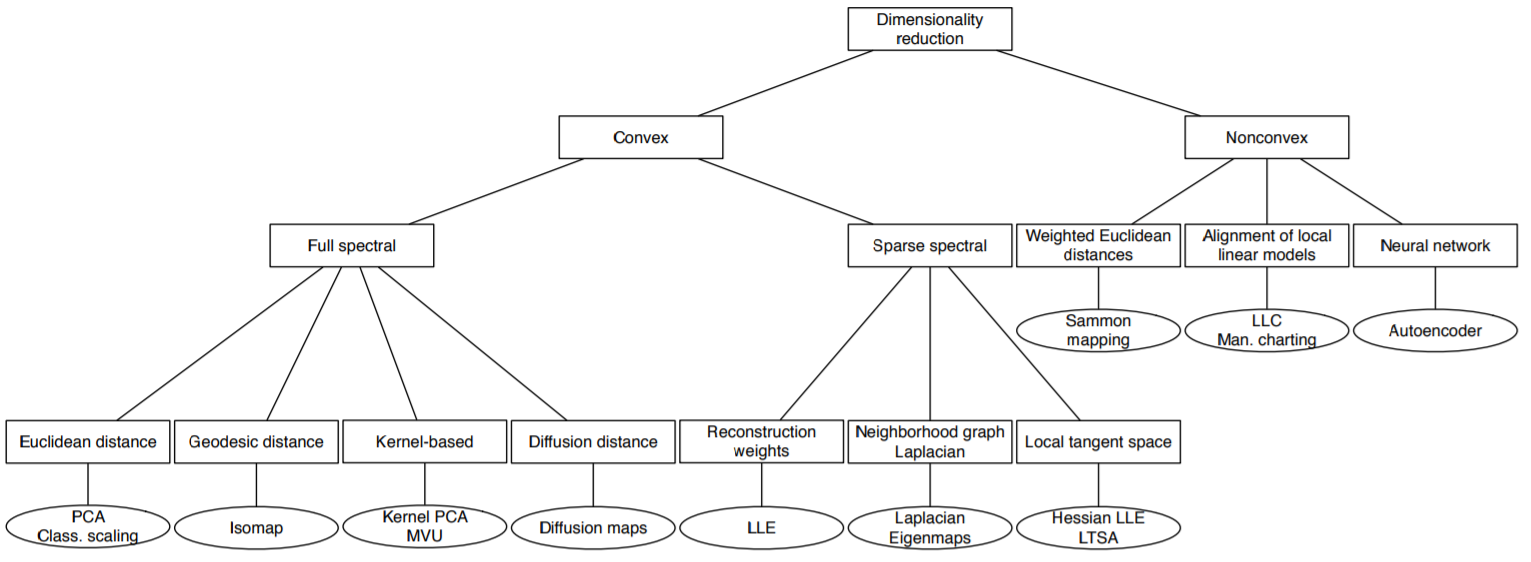 Dimensionality
reduction
Convex
Nonconvex
Full spectral
Sparse spectral
Weighted Euclidean
distances
Alignment of local
linear models
Neural network
Sammon
mapping
LLC
Man. charting
Autoencoder
Euclidean distance
Geodesic distance
Kernel-based
Diffusion distance
Reconstruction
weights
Neighborhood graph
Laplacian
Local tangent space
PCA
Class. scaling
Isomap
Kernel PCA
MVU
Diffusion maps
LLE
Laplacian
Eigenmaps
Hessian LLE
LTSA